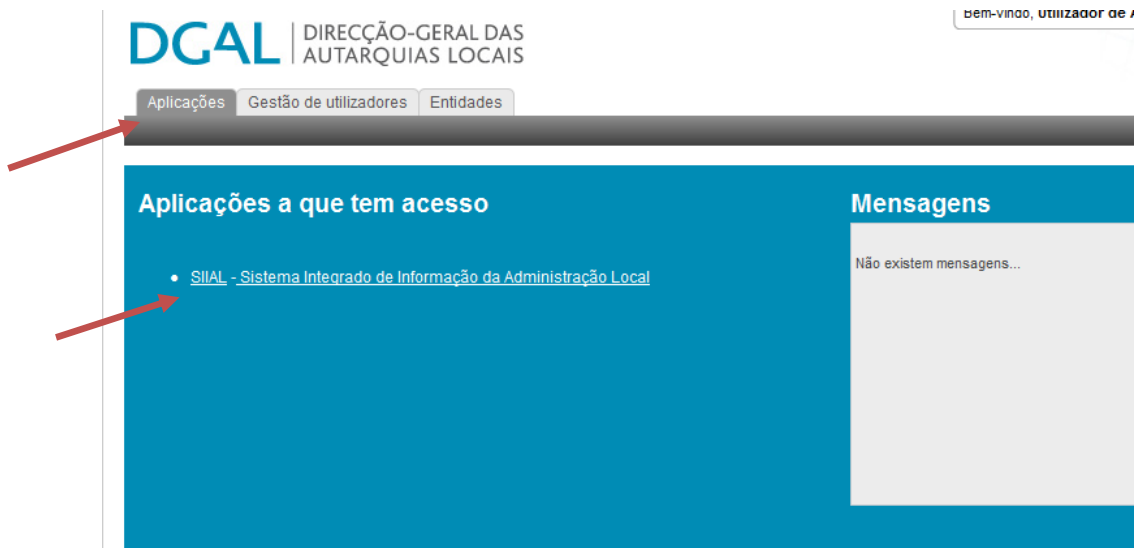 Bem-vindo, Utilizador de A
DGAL DIRECÇÃO-GERAL DAS
AUTARQUIAS LOCAIS
Aplicações Gestão de utilizadores Entidades
Aplicações a que tem acesso
SIIAL - Sistema Integrado de Informação da Administração Local
Mensagens
Não existem mensagens...